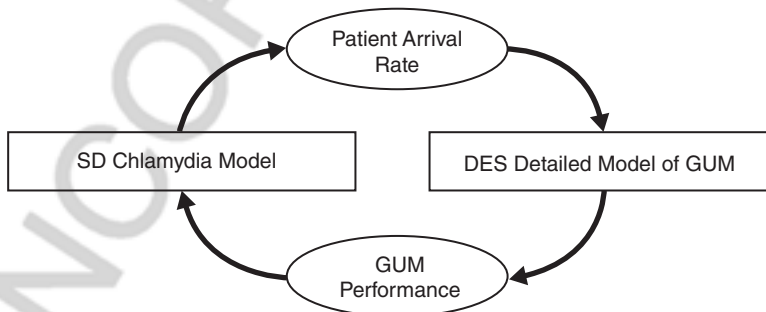 Patient Arrival
Rate
SD Chlamydia Model
DES Detailed Model of GUM
GUM
Performance